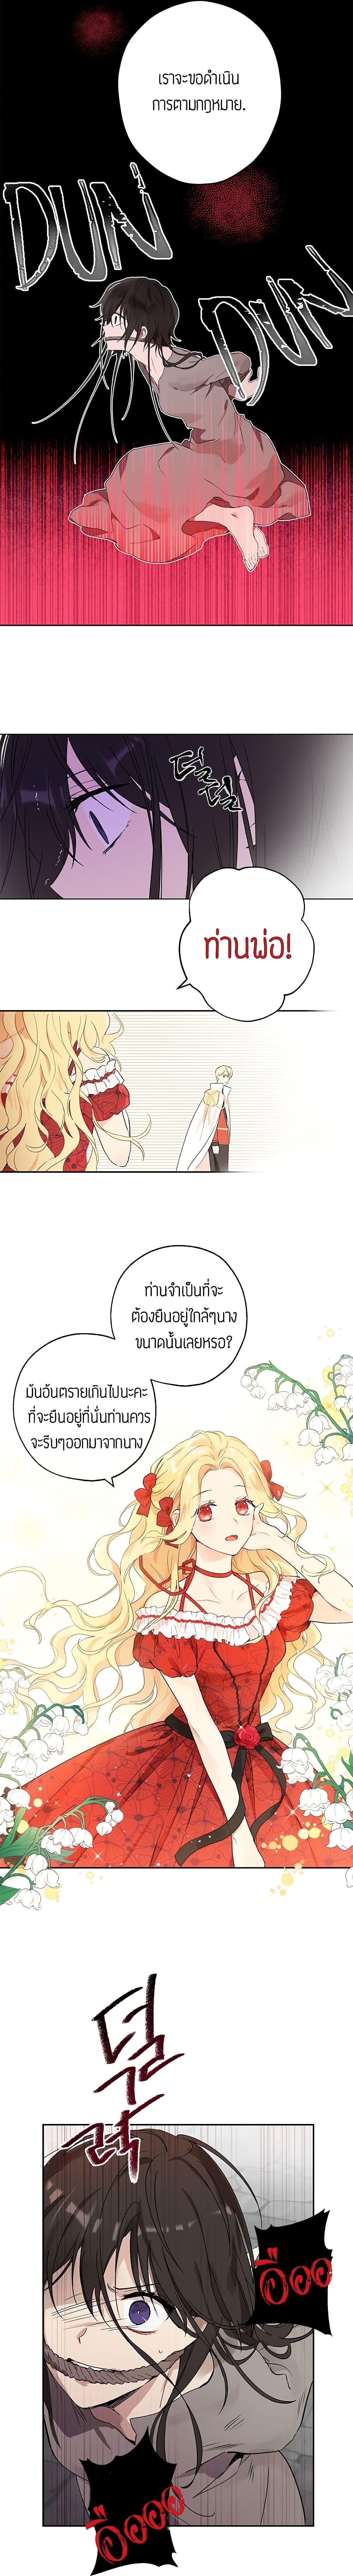 เราจะขอดำเนิน
การตามกฎหมาย.
DUN
DUN
ท่านพ่อ!
ท่านจำเป็นที่จะ
ต้องยืนอยู่ใกล้ๆนาง
ขนาดนั้นเลยหรอ?
มันอันตรายเกินไปนะคะ
ที่จะยืนอยู่ที่นั่นท่านควร
จะรีบๆออกมาจากนาง
덜
컥
อืออ
อืออ